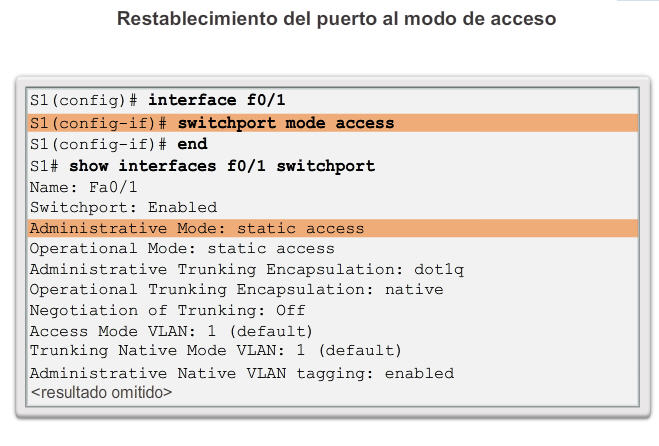 Restablecimiento del puerto al modo de acceso
S1(config)# interface f0/1
S1(config-if)# switchport mode access
S1(config-if)# end
S1# show interfaces f0/1 switchport
Name: Fa0/1
Switchport: Enabled
Administrative Mode: static access
Operational Mode: static access
Administrative Trunking Encapsulation: dot1q
Operational Trunking Encapsulation: native
Negotiation of Trunking: Off
Access Mode VLAN: 1 (default)
Trunking Native Mode VLAN: 1 (default)
Administrative Native VLAN tagging: enabled
<resultado omitido>